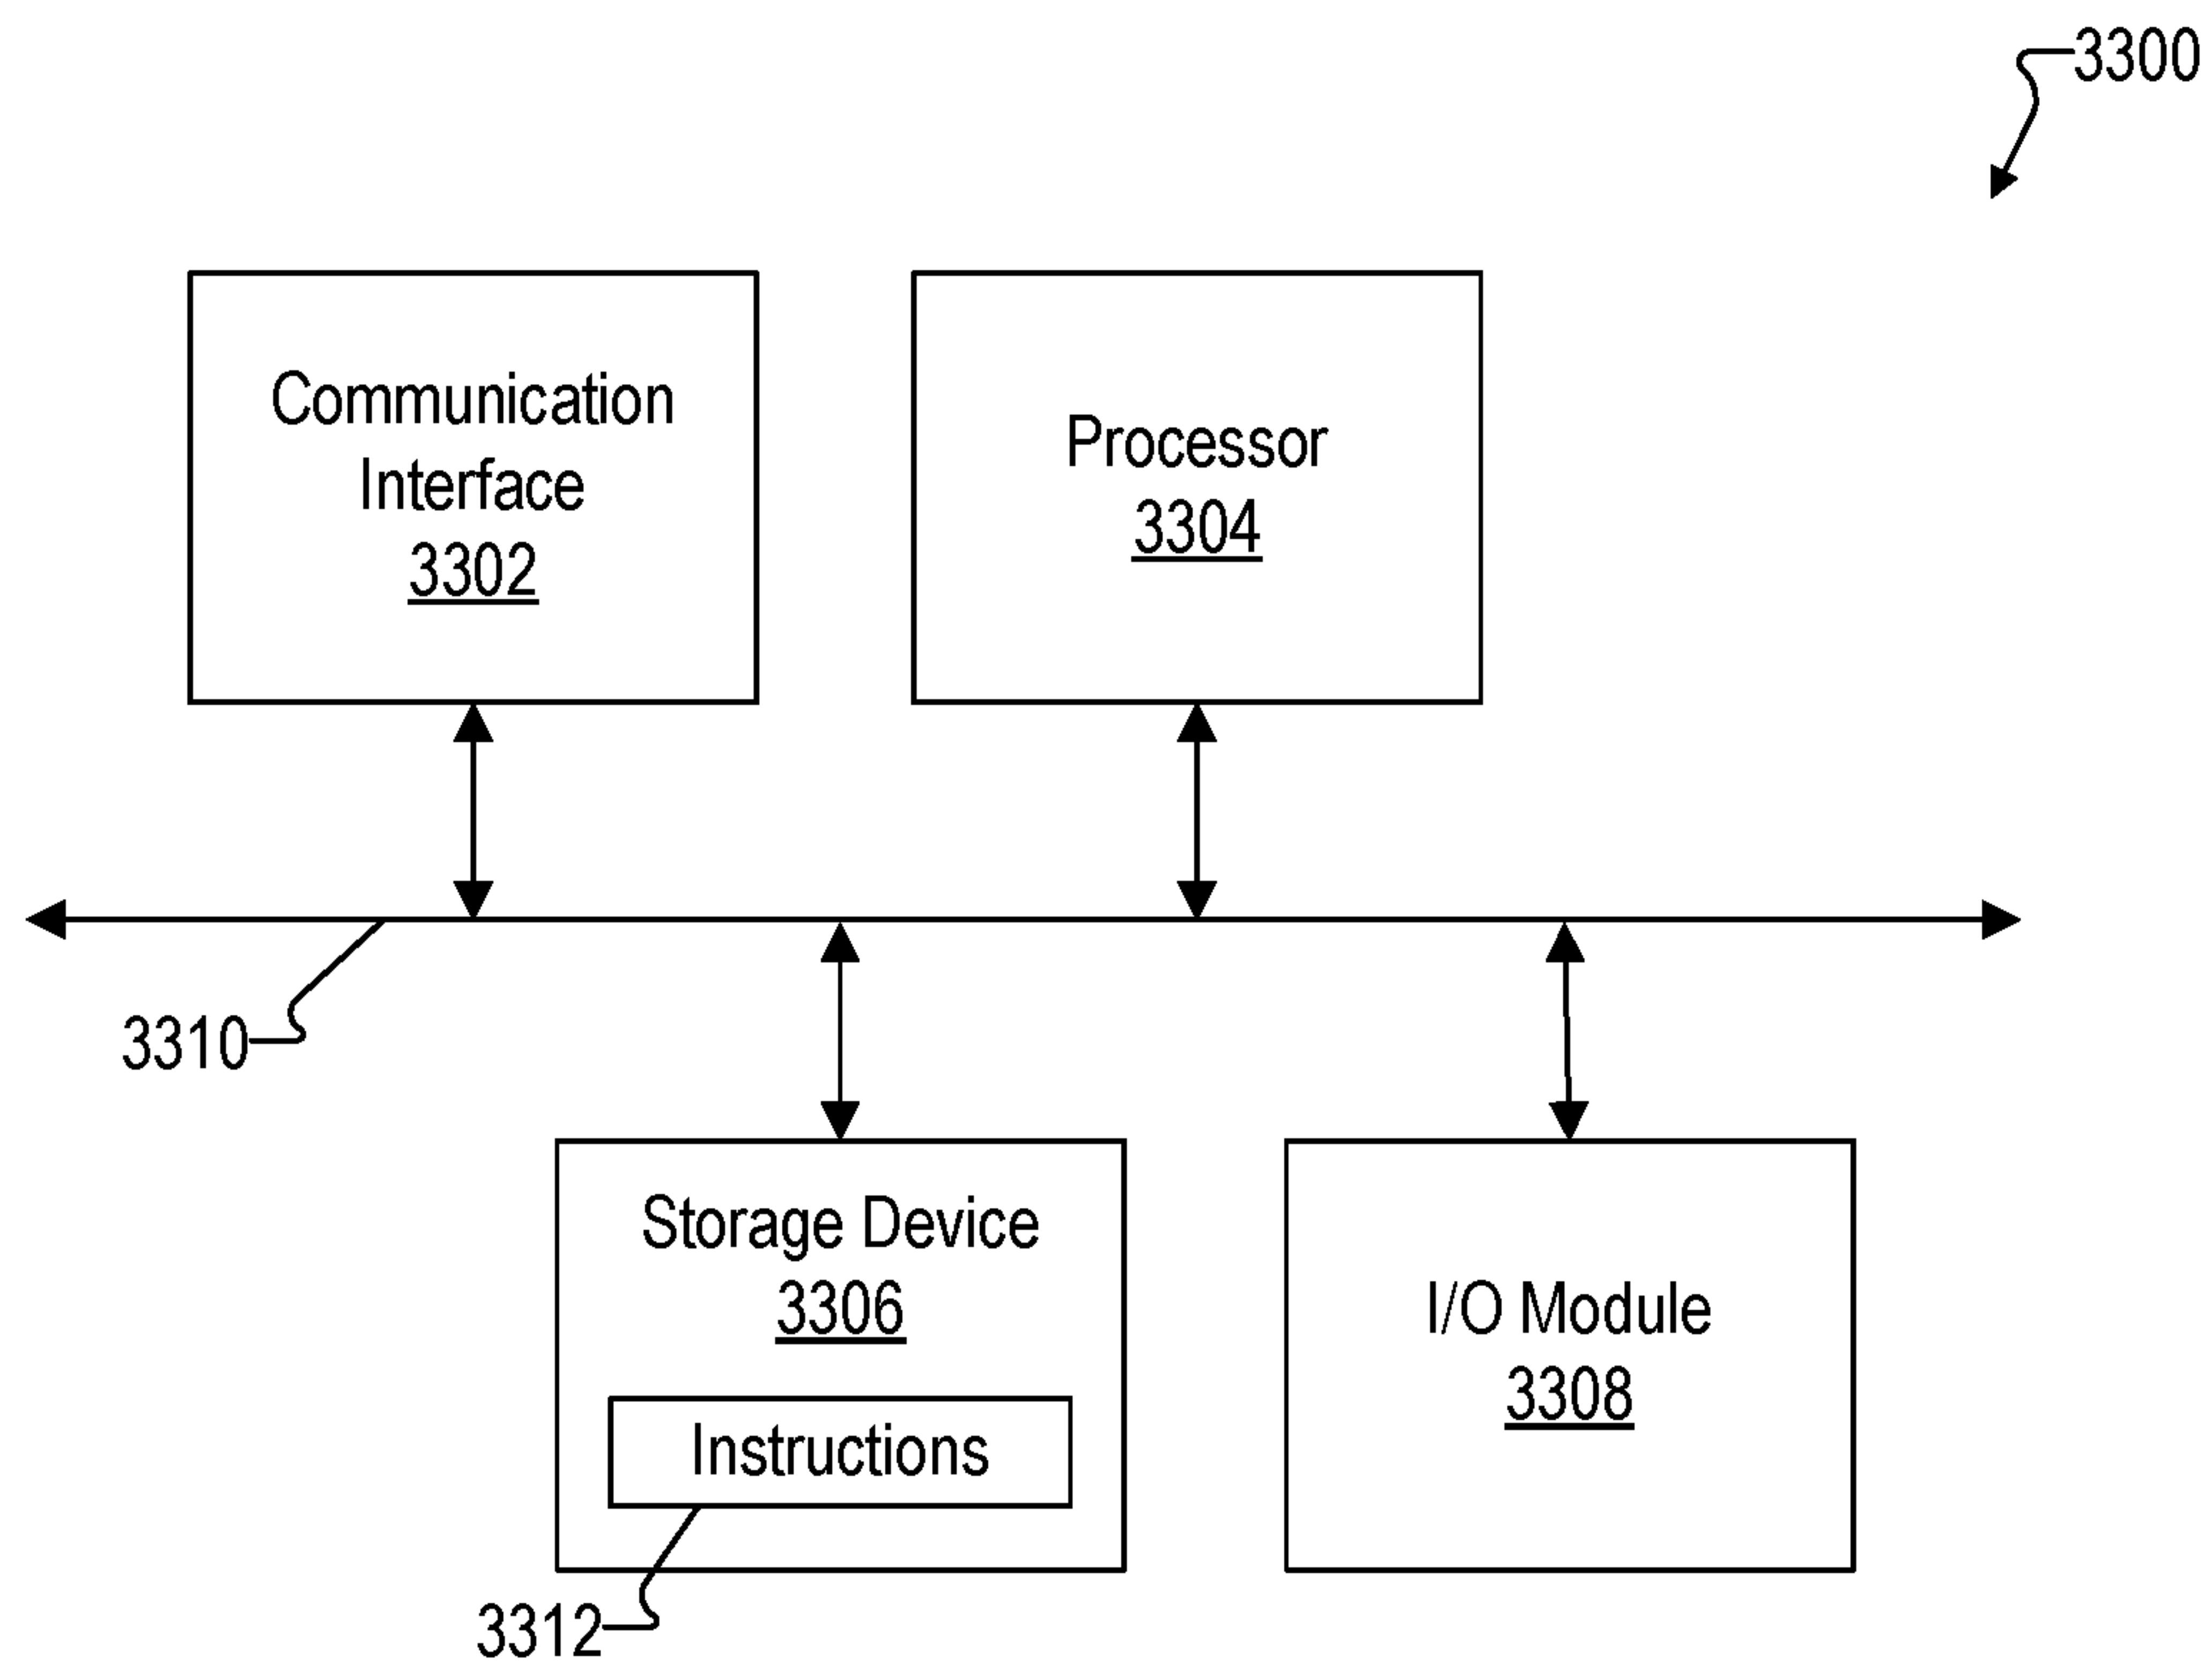 3300
Communication
Interface
3302
Processor
3304
3310
Storage Device
3306
Instructions
3312
I/O Module
3308